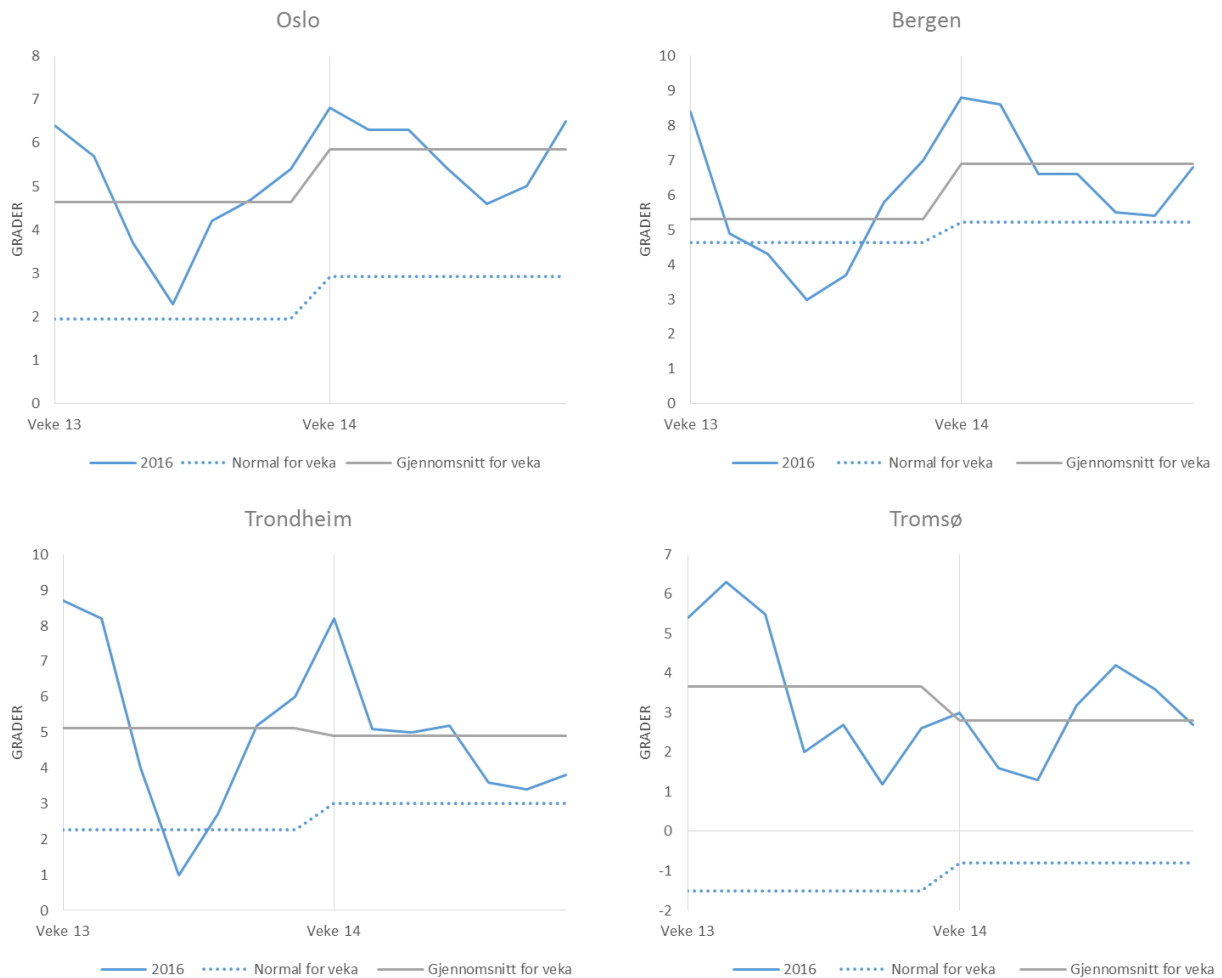 Oslo
8
7
6
5
4
3
2
1
0
GRADER
Veke 13 Veke 14
2016 Normal for veka Gjennomsnitt for veka
Bergen
10
9
8
7
6
5
4
3
2
1
0
GRADER
Veke 13 Veke 14
2016 Normal for veka Gjennomsnitt for veka
Trondheim
10
9
8
7
6
5
4
3
2
1
0
GRADER
Veke 13 Veke 14
2016 Normal for veka Gjennomsnitt for veka
Tromsø
7
6
5
4
3
2
1
0
-1
-2
GRADER
Veke 13 Veke 14
2016 Normal for veka Gjennomsnitt for veka